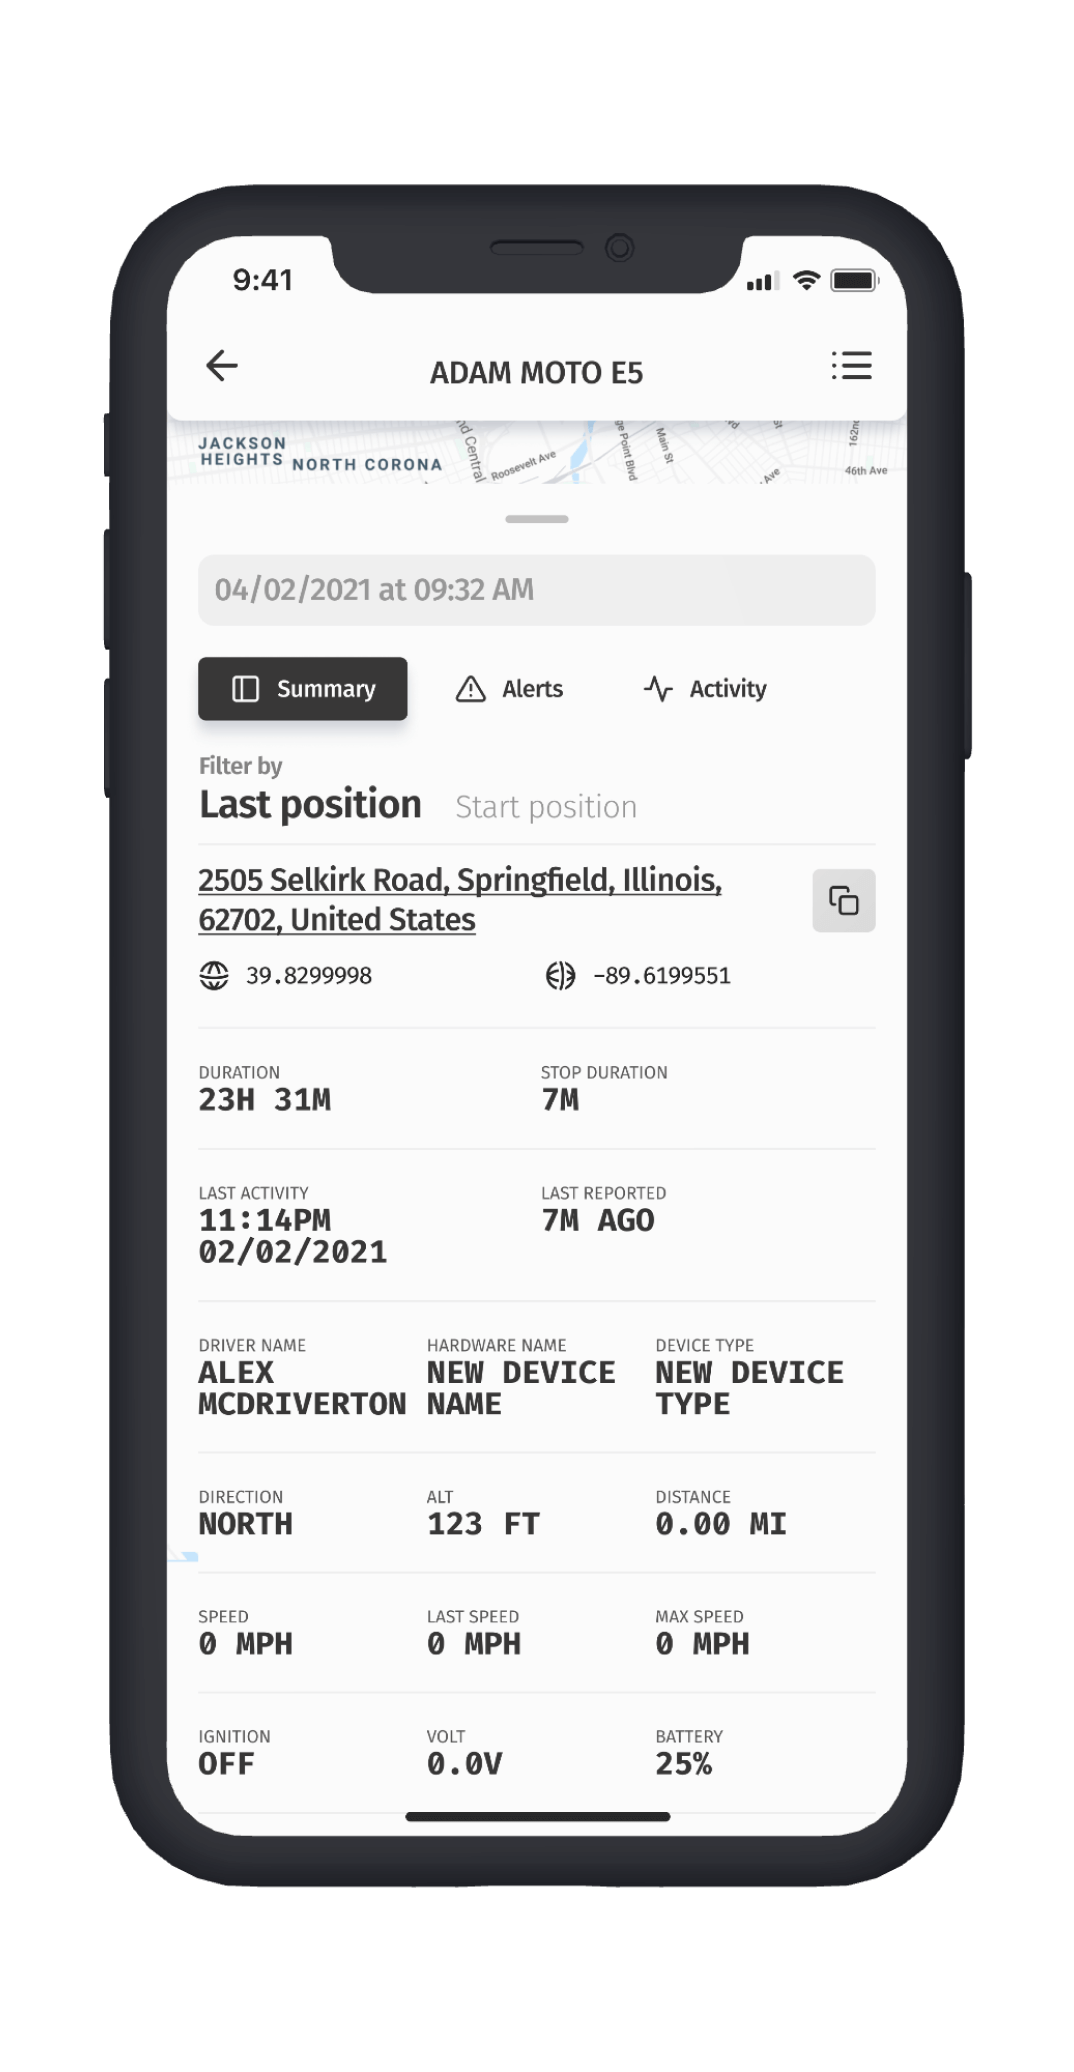 9:41
ADAM MOTO E5
JACKSON
HEIGHTS
NORTH CORONA
nd Central
Roosevelt Ave
ge Point Blvd
Main St
St
Ave
162nd
46th Ave
04/02/2021 at 09:32 AM
Summary Alerts Activity
Filter by
Last position Start position
2505 Selkirk Road, Springfield, Illinois,
62702, United States
39.8299998 -89.6199551
DURATION STOP DURATION
23H 31M 7M
LAST ACTIVITY LAST REPORTED
11:14PM 7M AGO
02/02/2021
DRIVER NAME HARDWARE NAME DEVICE TYPE
ALEX NEW DEVICE NEW DEVICE
MCDRIVERTON NAME TYPE
DIRECTION ALT DISTANCE
NORTH 123 FT 0.00 MI
SPEED LAST SPEED MAX SPEED
0 MPH 0 MPH 0 MPH
IGNITION VOLT BATTERY
OFF 0.0V 25%